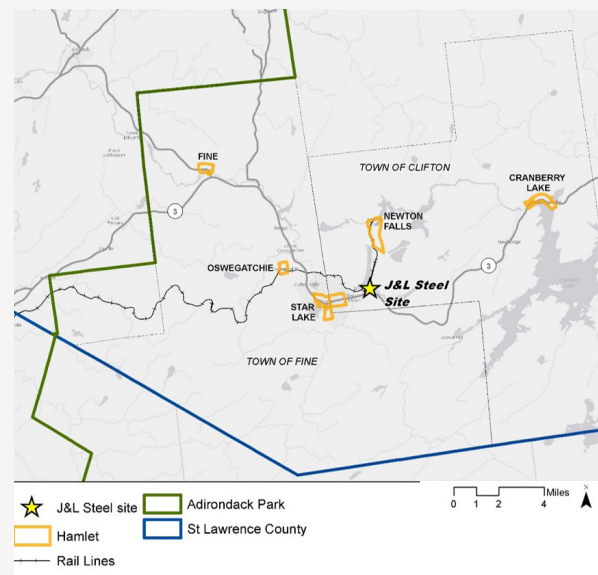 FINE
TOWN OF CLIFTON
CRANBERRY
LAKE
3
NEWTON
FALLS
OSWEGATCHIE
3
J&L Steel
Site
STAR
LAKE
TOWN OF FINE
J&L Steel site
Adirondack Park
Hamlet
St Lawrence County
Rail Lines
Miles
0 1 2 4
N